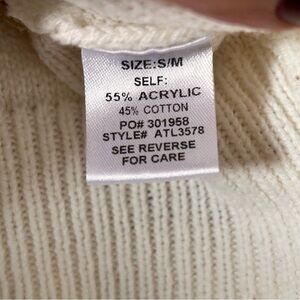 SIZE:S/M
SELF:
55% ACRYLIC
45% COTTON
PO# 301958
STYLE# ATL3578
SEE REVERSE
FOR CARE